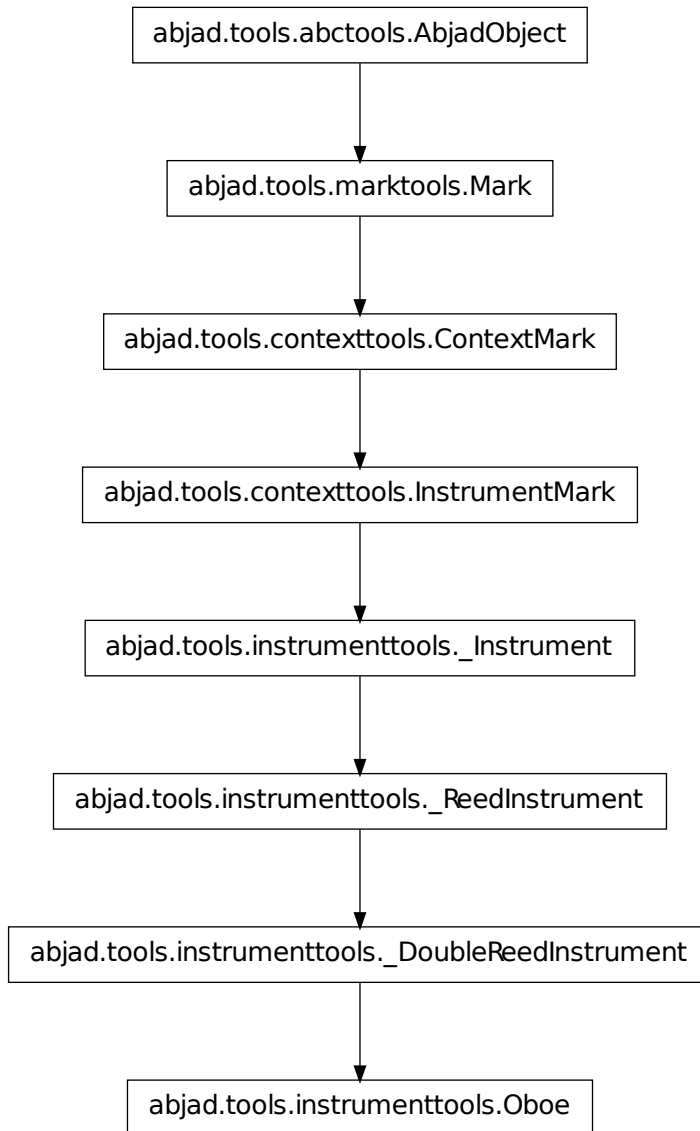 abjad.tools.abctools.AbjadObject
abjad.tools.marktools.Mark
abjad.tools.contexttools.ContextMark
abjad.tools.contexttools.InstrumentMark
abjad.tools.instrumenttools._Instrument
abjad.tools.instrumenttools._ReedInstrument
abjad.tools.instrumenttools._DoubleReedInstrument
abjad.tools.instrumenttools.Oboe